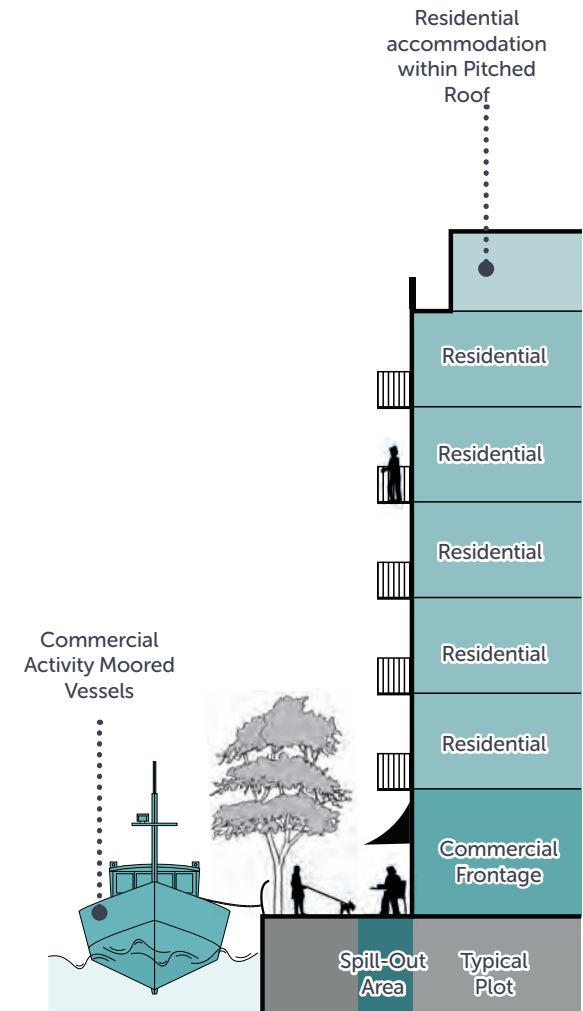 Residential
accommodation
within Pitched
Roof
Residential
Residential
Residential
Residential
Residential
Commercial
Activity Moored
Vessels
Commercial
Frontage
Spill-Out
Area
Typical
Plot